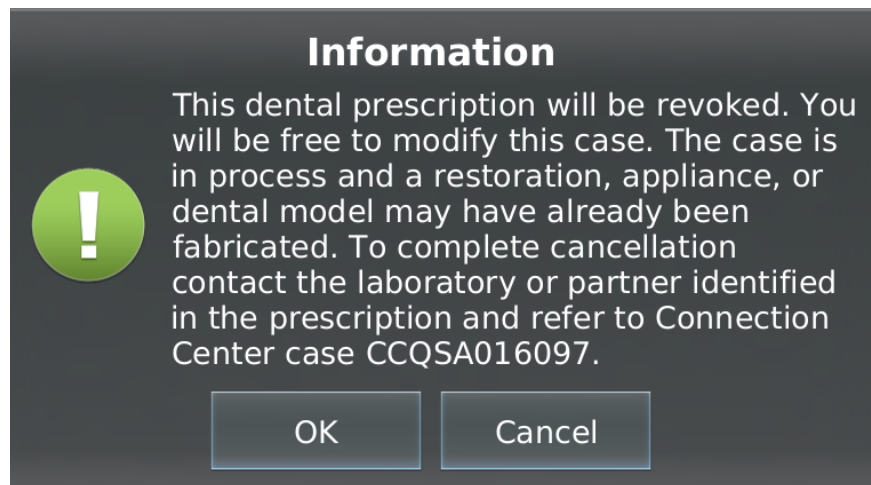 Information
This dental prescription will be revoked. You
will be free to modify this case. The case is
in process and a restoration, appliance, or
dental model may have already been
fabricated. To complete cancellation
contact the laboratory or partner identified
in the prescription and refer to Connection
Center case CCQSA016097.
OK
Cancel